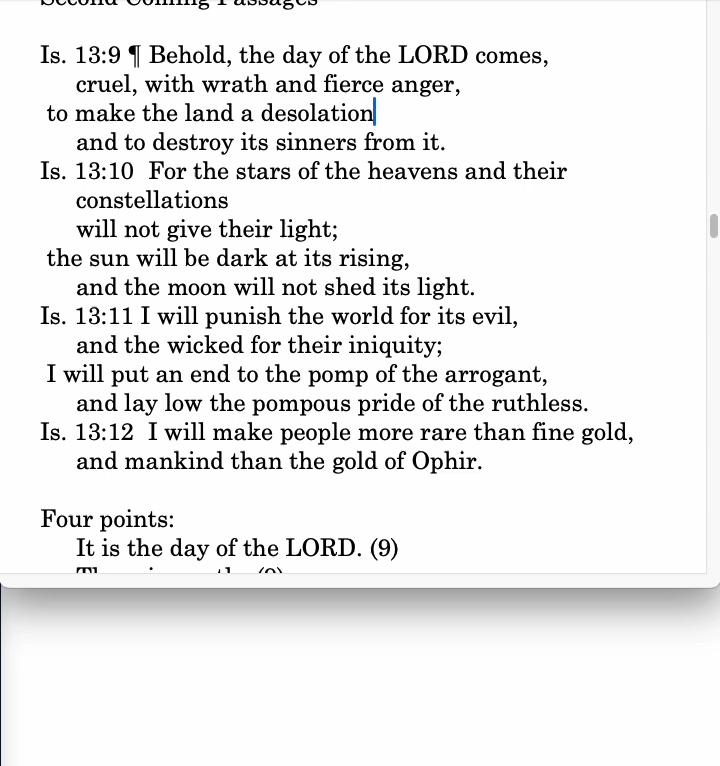 Second Coming Passages
Is. 13:9 ¶ Behold, the day of the LORD comes,
cruel, with wrath and fierce anger,
to make the land a desolation
and to destroy its sinners from it.
Is. 13:10  For the stars of the heavens and their
constellations
will not give their light;
the sun will be dark at its rising,
and the moon will not shed its light.
Is. 13:11 I will punish the world for its evil,
and the wicked for their iniquity;
I will put an end to the pomp of the arrogant,
and lay low the pompous pride of the ruthless.
Is. 13:12  I will make people more rare than fine gold,
and mankind than the gold of Ophir.
Four points:
It is the day of the LORD. (9)